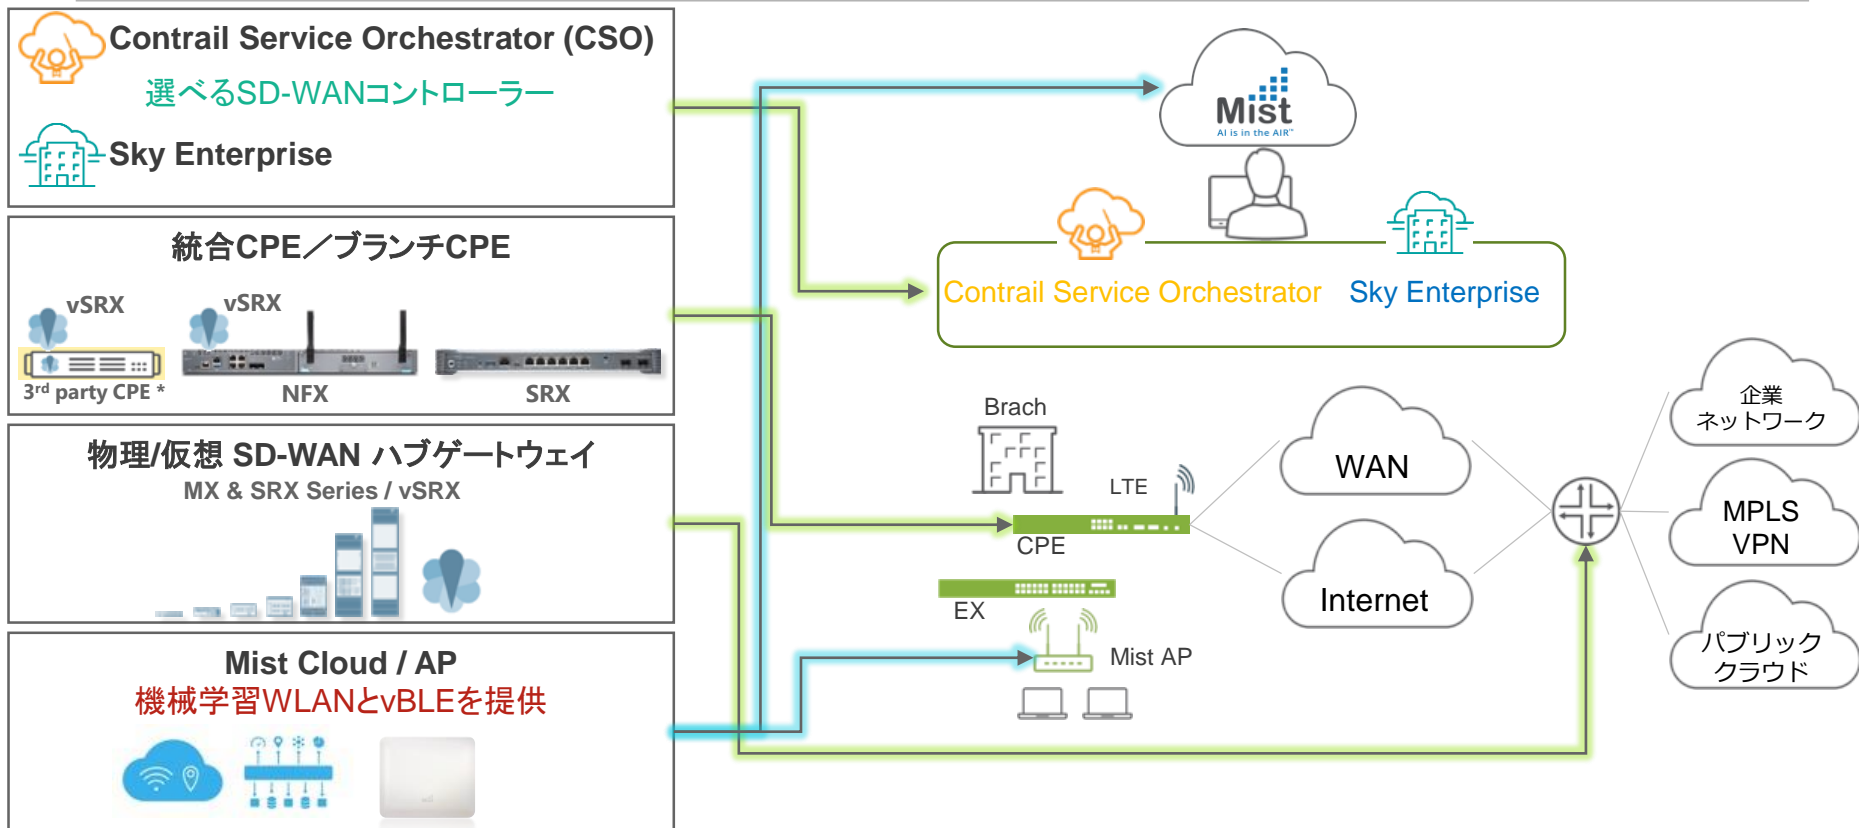 Contrail Service Orchestrator (CSO)
選べるSD-WANコントローラー
Sky Enterprise
統合CPE／ブランチCPE
vSRX
vSRX
3rd party CPE *
NFX
SRX
物理/仮想 SD-WAN ハブゲートウェイ
MX & SRX Series / vSRX
Mist Cloud / AP
機械学習WLANとvBLEを提供
Mist
AI is in the AIR™
Contrail Service Orchestrator
Sky Enterprise
Brach
LTE
CPE
EX
Mist AP
WAN
Internet
企業
ネットワーク
MPLS
VPN
パブリック
クラウド